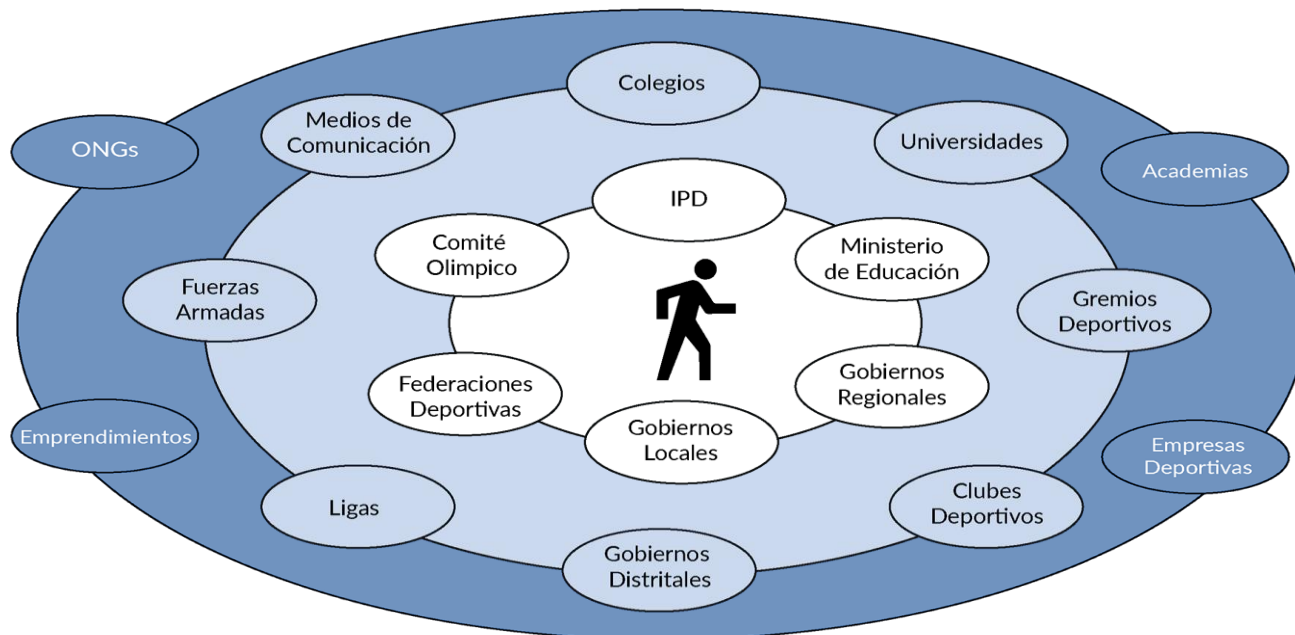 Colegios
Medios de
Comunicación
Universidades
ONGs
Academias
IPD
Comité
Olimpico
Ministerio
de Educación
Fuerzas
Armadas
Gremios
Deportivos
Federaciones
Deportivas
Gobiernos
Regionales
Gobiernos
Locales
Emprendimientos
Empresas
Deportivas
Ligas
Clubes
Deportivos
Gobiernos
Distritales